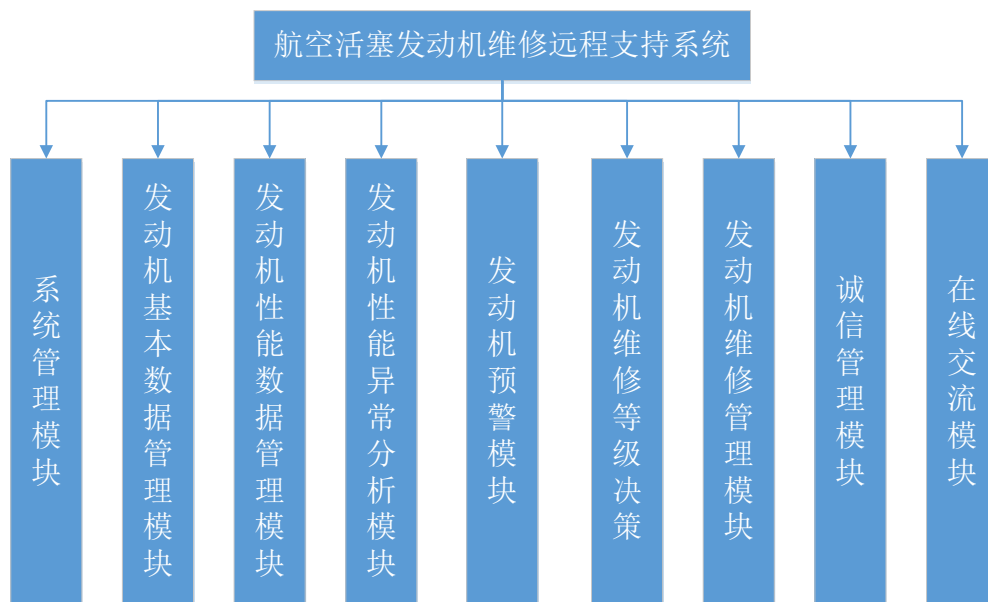 航空活塞发动机维修远程支持系统
系统管理模块
发动机基本数据管理模块
发动机性能数据管理模块
发动机性能异常分析模块
发动机预警模块
发动机维修等级决策
发动机维修管理模块
诚信管理模块
在线交流模块